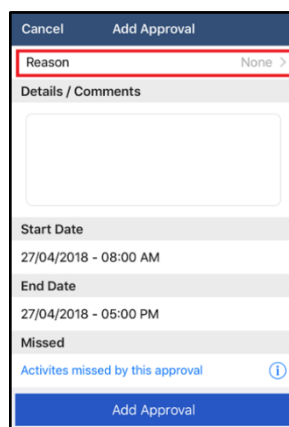 Cancel Add Approval
Reason None >
Details / Comments
Start Date
27/04/2018 - 08:00 AM
End Date
27/04/2018 - 05:00 PM
Missed
Activites missed by this approval i
Add Approval